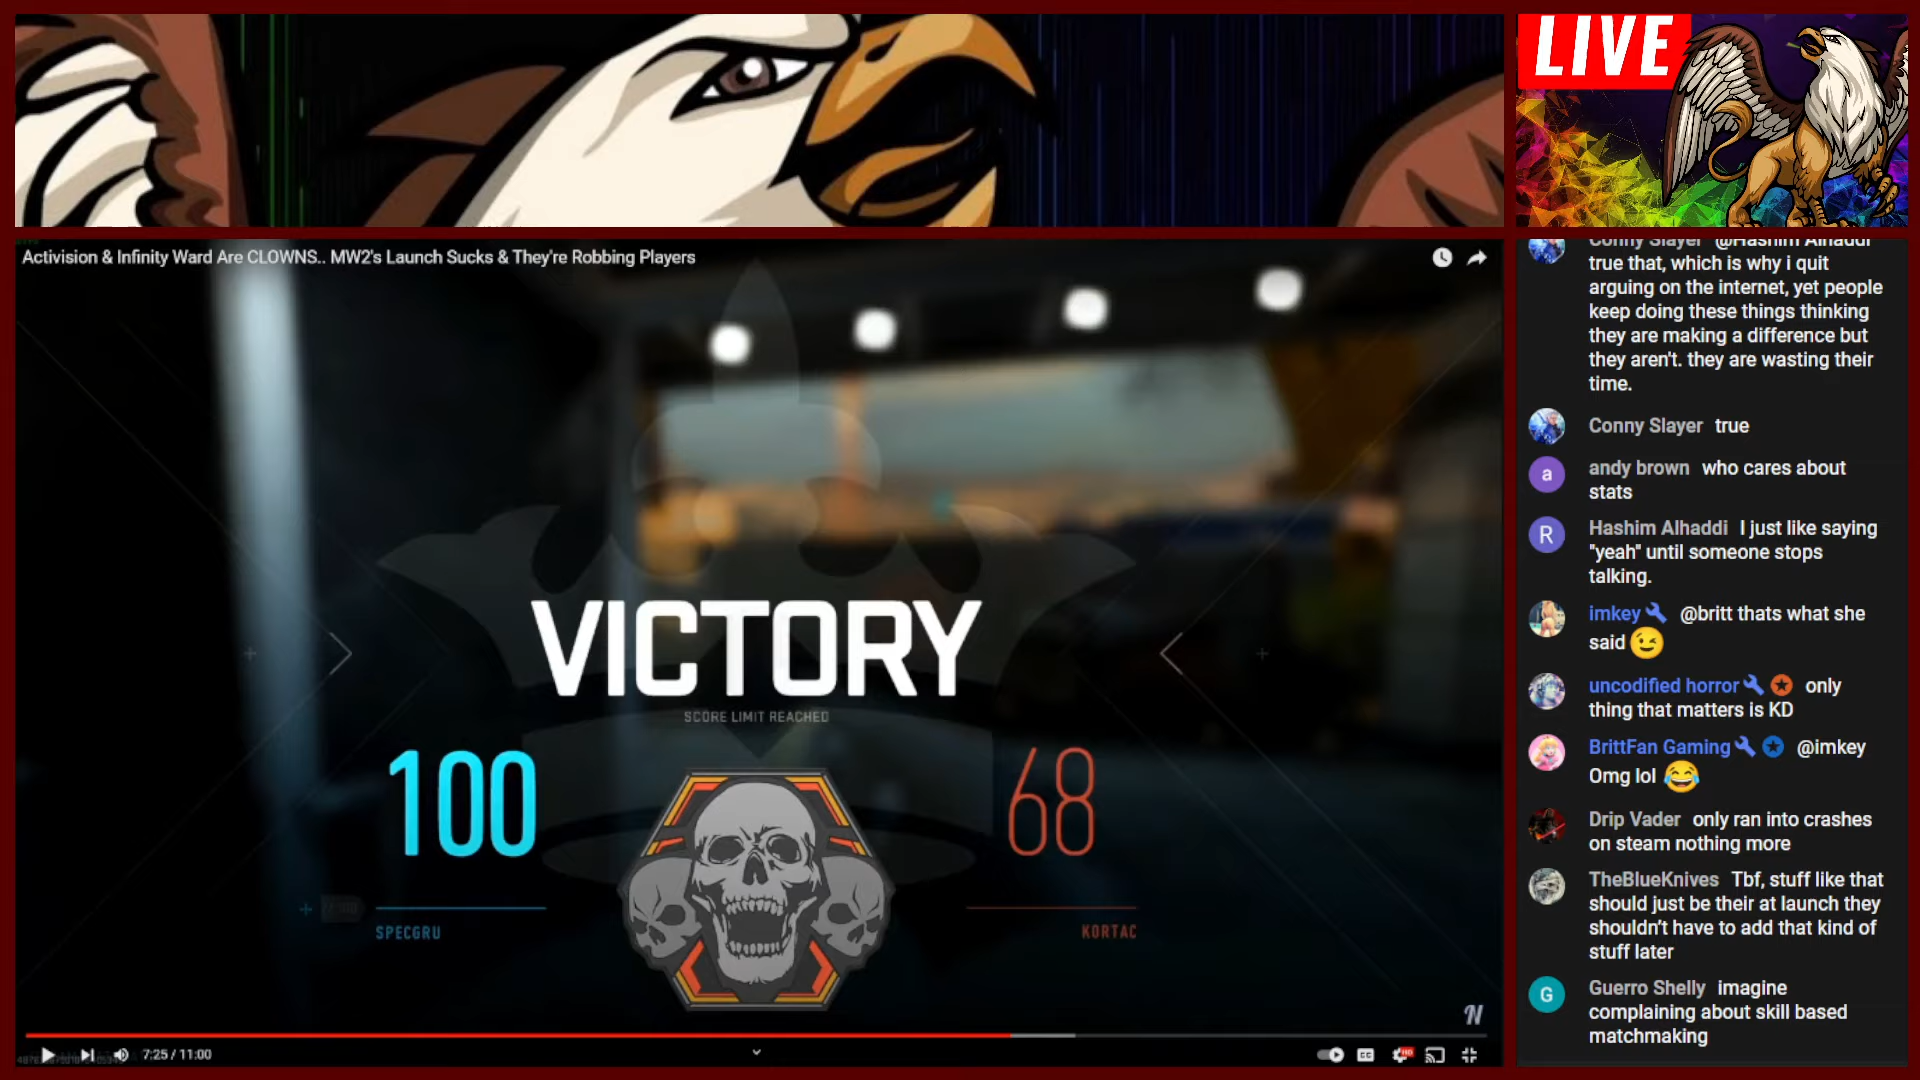 LIVE
Activision & Infinity Ward Are CLOWNS.. MW2's Launch Sucks & They're Robbing Players
VICTORY
SCORE LIMIT REACHED
100
68
SPECGRU
KORTAC
N
7:25 / 11:00
CC
HD
Conny Slayer @Hashim Alhaddi
true that, which is why i quit
arguing on the internet, yet people
keep doing these things thinking
they are making a difference but
they aren't. they are wasting their
time.
Conny Slayer true
a
andy brown who cares about
stats
R
Hashim Alhaddi I just like saying
"yeah" until someone stops
talking.
imkey @britt thats what she
said 😉
uncodified horror only
thing that matters is KD
BrittFan Gaming @imkey
Omg lol 😂
Drip Vader only ran into crashes
on steam nothing more
TheBlueKnives Tbf, stuff like that
should just be their at launch they
shouldn't have to add that kind of
stuff later
G
Guerro Shelly imagine
complaining about skill based
matchmaking